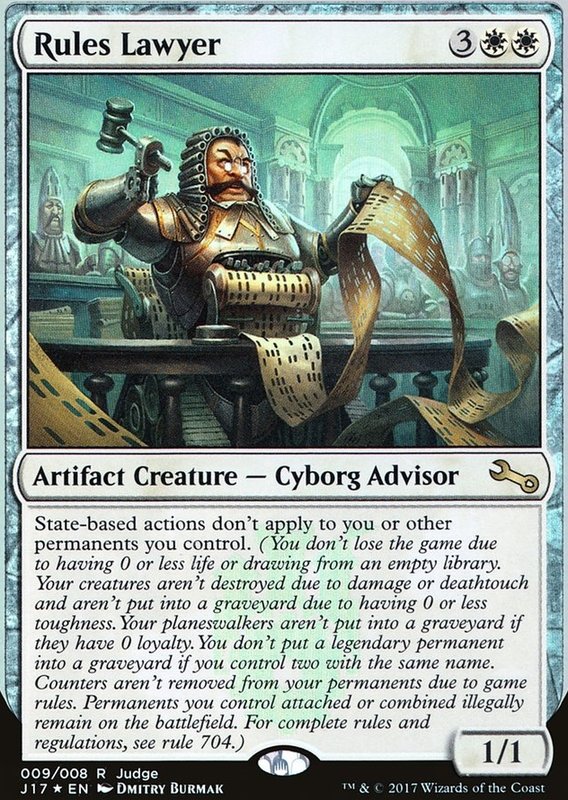 Rules Lawyer 3
Artifact Creature — Cyborg Advisor
State-based actions don't apply to you or other
permanents you control. (You don't lose the game due
to having 0 or less life or drawing from an empty library.
Your creatures aren't destroyed due to damage or deathtouch
and aren't put into a graveyard due to having 0 or less
toughness. Your planeswalkers aren't put into a graveyard if
they have 0 loyalty. You don't put a legendary permanent
into a graveyard if you control two with the same name.
Counters aren't removed from your permanents due to game
rules. Permanents you control attached or combined illegally
remain on the battlefield. For complete rules and
regulations, see rule 704.)
1/1
009/008 R Judge
J17 ★ EN Dmitry Burmak
™ & © 2017 Wizards of the Coast